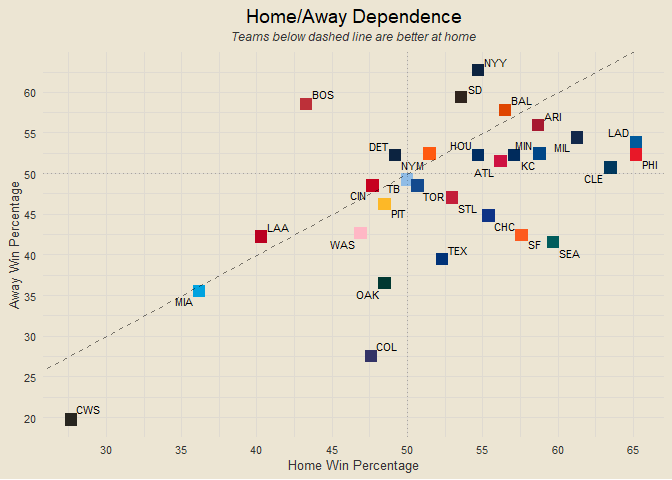 Home/Away Dependence
Teams below dashed line are better at home
NYY
SD
BOS
BAL
ARI
LAD
DET
HOU
MIN
MIL
PHI
NYM
ATL
KC
CLE
CIN
TB
TOR
PIT
STL
CHC
LAA
WAS
SF
SEA
TEX
OAK
MIA
COL
CWS
Away Win Percentage
60
55
50
45
40
35
30
25
20
30
35
40
45
50
55
60
65
Home Win Percentage